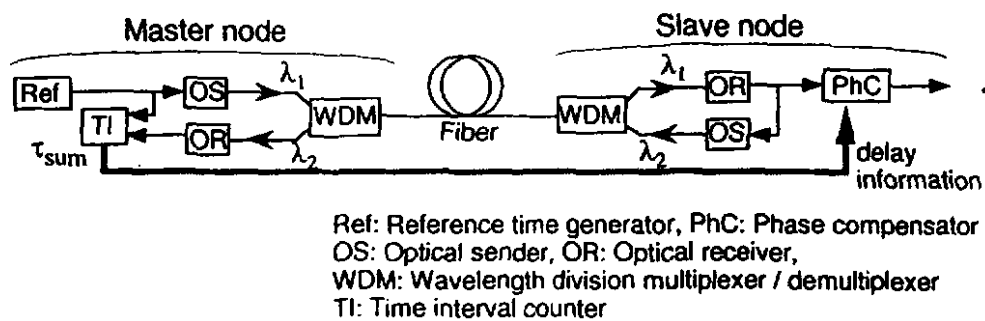 Master node
Slave node
Ref
OS
λ1
WDM
Fiber
WDM
λ1
OR
PhC
TI
OR
λ2
λ2
OS
τsum
delay
information
Ref: Reference time generator, PhC: Phase compensator
OS: Optical sender, OR: Optical receiver,
WDM: Wavelength division multiplexer / demultiplexer
TI: Time interval counter